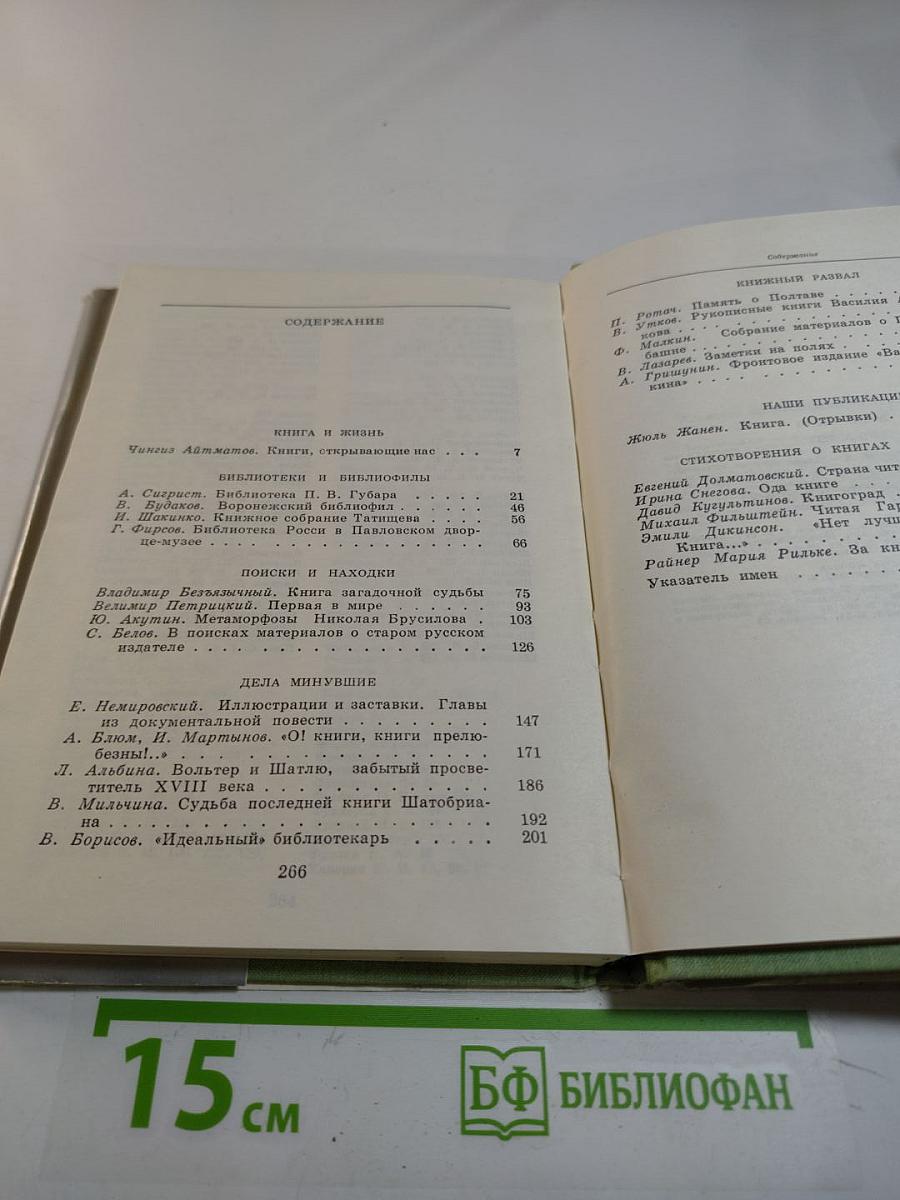 СОДЕРЖАНИЕ
КНИГА И ЖИЗНЬ
Чингиз Айтматов. Книги, открывающие нас . . . 7
БИБЛИОТЕКИ И БИБЛИОФИЛЫ
А. Сигрист. Библиотека П. В. Губара . . . . . 21
В. Будаков. Воронежский библиофил . . . . . . 46
И. Шакинко. Книжное собрание Татищева . . . . 56
Г. Фирсов. Библиотека Росси в Павловском двор-
це-музее . . . . . . . . . . . . . . . . 66
ПОИСКИ И НАХОДКИ
Владимир Безъязычный. Книга загадочной судьбы 75
Велимир Петрицкий. Первая в мире . . . . . . 93
Ю. Акутин. Метаморфозы Николая Брусилова . 103
С. Белов. В поисках материалов о старом русском
издателе . . . . . . . . . . . . . . . . 126
ДЕЛА МИНУВШИЕ
Е. Немировский. Иллюстрации и заставки. Главы
из документальной повести . . . . . . . . . 147
А. Блюм, И. Мартынов. «О! книги, книги прелю-
безны!..» . . . . . . . . . . . . . . . . 171
Л. Альбина. Вольтер и Шатлю, забытый просве-
титель XVIII века . . . . . . . . . . . . 186
В. Мильчина. Судьба последней книги Шатобриа-
на . . . . . . . . . . . . . . . . . . . . . 192
В. Борисов. «Идеальный» библиотекарь . . . . . 201
266
Содержание
КНИЖНЫЙ РАЗВАЛ
П. Ротач. Память о Полтаве . . . . .
В. Утков. Рукописные книги Василия
кова . . . . . . . . . . . . .
Ф. Малкин. Собрание материалов о
башне . . . . . . . . . . . .
В. Лазарев. Заметки на полях . . . .
А. Гришунин. Фронтовое издание «Ва
кина» . . . . . . . . . . . .
НАШИ ПУБЛИКАЦИ
Жюль Жанен. Книга. (Отрывки) .
СТИХОТВОРЕНИЯ О КНИГАХ
Евгений Долматовский. Страна чит
Ирина Снегова. Ода книге . . . .
Давид Кугультинов. Книгоград . .
Михаил Фильштейн. Читая Гар
Эмили Дикинсон. «Нет лучш
Книга...» . . . . . . . . .
Райнер Мария Рильке. За кн
Указатель имен . . . . . . .
15 см
БФ БИБЛИОФАН